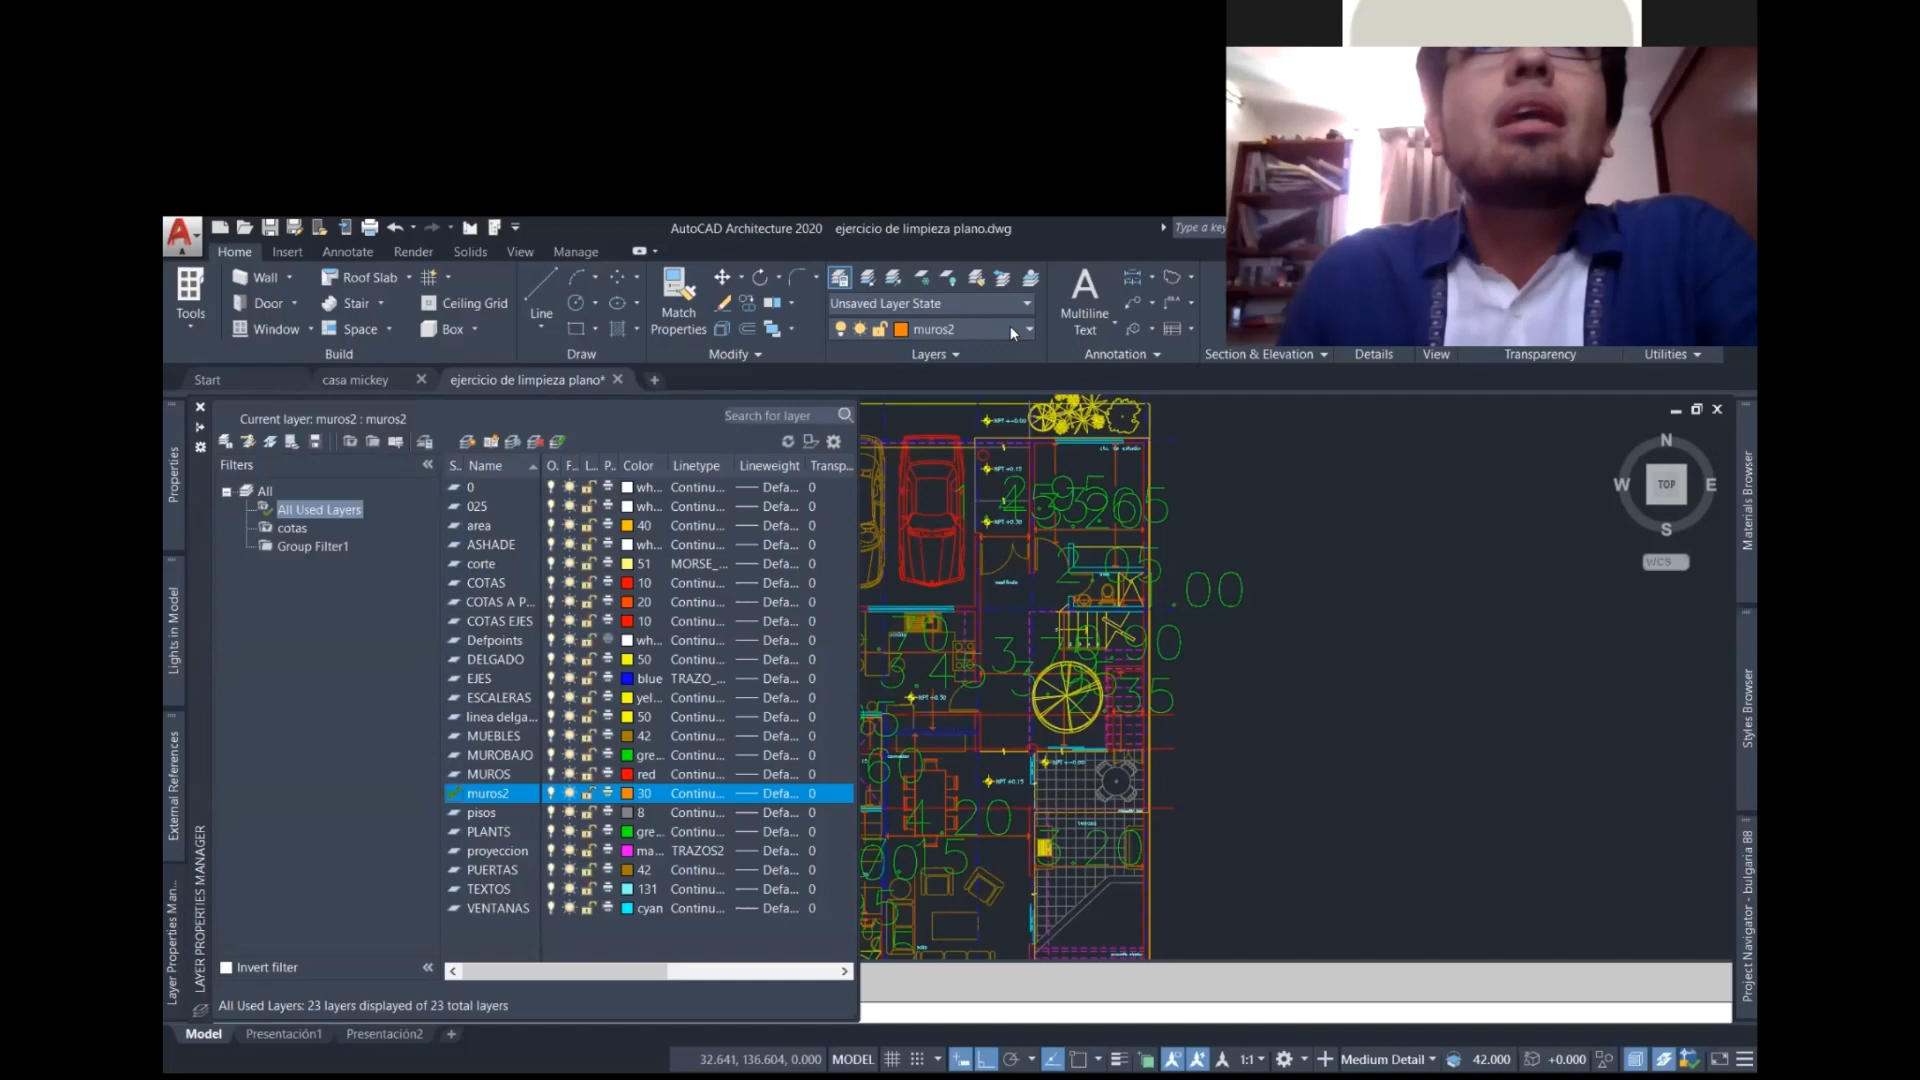 AutoCAD Architecture 2020 ejercicio de limpieza plano.dwg
Type a key
Home Insert Annotate Render Solids View Manage
Tools
Wall
Door
Window
Roof Slab
Stair
Space
Ceiling Grid
Box
Build
Line
Draw
Match Properties
Modify
Unsaved Layer State
muros2
Layers
Multiline Text
Annotation
Section & Elevation
Details
View
Transparency
Utilities
Start casa mickey ejercicio de limpieza plano*
Current layer: muros2 : muros2
Search for layer
Filters
All
All Used Layers
cotas
Group Filter1
S.. Name O. F.. L... P.. Color Linetype Lineweight Transp...
0 wh... Continu... Defa... 0
025 wh... Continu... Defa... 0
area 40 Continu... Defa... 0
ASHADE wh... Continu... Defa... 0
corte 51 MORSE_... Defa... 0
COTAS 10 Continu... Defa... 0
COTAS A P... 20 Continu... Defa... 0
COTAS EJES 10 Continu... Defa... 0
Defpoints wh... Continu... Defa... 0
DELGADO 50 Continu... Defa... 0
EJES blue TRAZO_... Defa... 0
ESCALERAS yel... Continu... Defa... 0
linea delga... 50 Continu... Defa... 0
MUEBLES 42 Continu... Defa... 0
MUROBAJO gre... Continu... Defa... 0
MUROS red Continu... Defa... 0
muros2 30 Continu... Defa... 0
pisos 8 Continu... Defa... 0
PLANTS gre... Continu... Defa... 0
proyeccion ma... TRAZOS2 Defa... 0
PUERTAS 42 Continu... Defa... 0
TEXTOS 131 Continu... Defa... 0
VENTANAS cyan Continu... Defa... 0
Invert filter
All Used Layers: 23 layers displayed of 23 total layers
Properties
Lights in Model
External References
Layer Properties Man...
LAYER PROPERTIES MANAGER
4.20
3.20
N
W TOP E
S
WCS
Materials Browser
Styles Browser
Project Navigator - bulgaria 88
Model Presentación1 Presentación2
32.641, 136.604, 0.000 MODEL 1:1 Medium Detail 42.000 +0.000